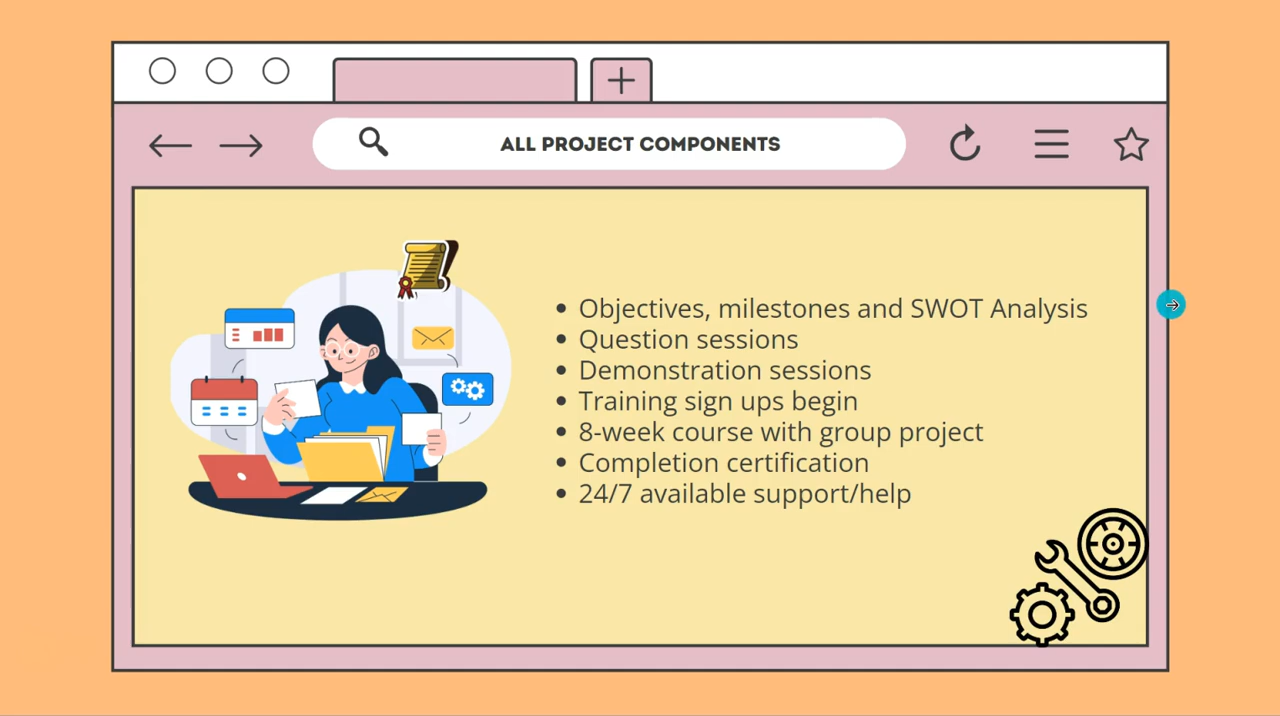 ALL PROJECT COMPONENTS
• Objectives, milestones and SWOT Analysis
• Question sessions
• Demonstration sessions
• Training sign ups begin
• 8-week course with group project
• Completion certification
• 24/7 available support/help